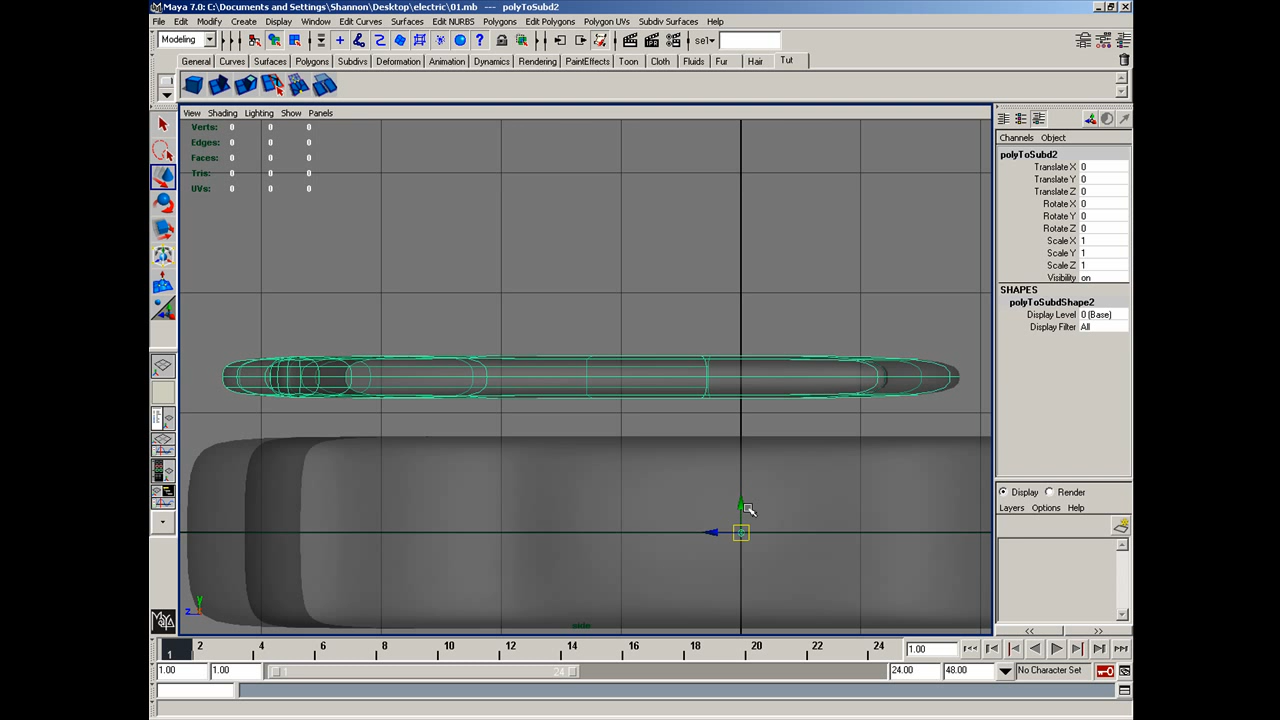 Maya 7.0: C:\Documents and Settings\Shannon\Desktop\electric\01.mb --- polyToSubd2
File Edit Modify Create Display Window Edit Curves Surfaces Edit NURBS Polygons Edit Polygons Polygon UVs Subdiv Surfaces Help
Modeling sel
General Curves Surfaces Polygons Subdivs Deformation Animation Dynamics Rendering PaintEffects Toon Cloth Fluids Fur Hair Tut
View Shading Lighting Show Panels
Verts: 0 0 0
Edges: 0 0 0
Faces: 0 0 0
Tris: 0 0 0
UVs: 0 0 0
Channels Object
polyToSubd2
Translate X 0
Translate Y 0
Translate Z 0
Rotate X 0
Rotate Y 0
Rotate Z 0
Scale X 1
Scale Y 1
Scale Z 1
Visibility on
SHAPES
polyToSubdShape2
Display Level 0 (Base)
Display Filter All
Display Render
Layers Options Help
y
z
side
<< >>
1 2 4 6 8 10 12 14 16 18 20 22 24 1.00
1.00 1.00 1 24 24.00 48.00 No Character Set